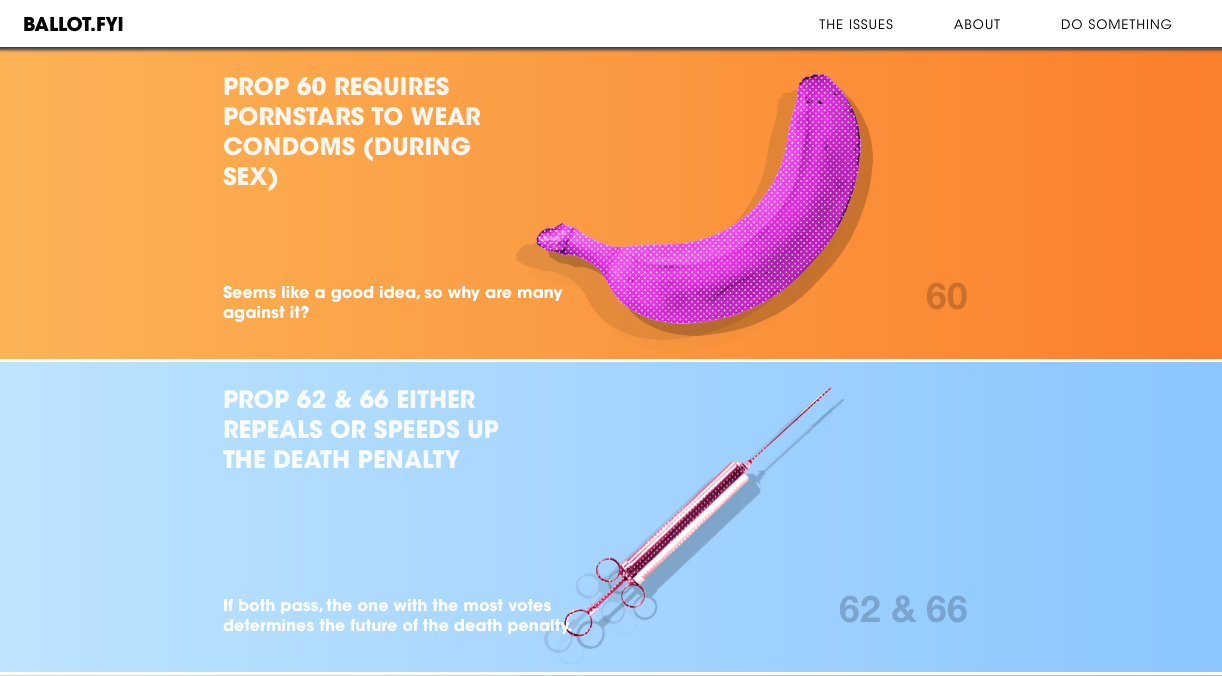 BALLOT.FYI
THE ISSUES ABOUT DO SOMETHING
PROP 60 REQUIRES
PORNSTARS TO WEAR
CONDOMS (DURING
SEX)
Seems like a good idea, so why are many
against it?
60
PROP 62 & 66 EITHER
REPEALS OR SPEEDS UP
THE DEATH PENALTY
If both pass, the one with the most votes
determines the future of the death penalty.
62 & 66